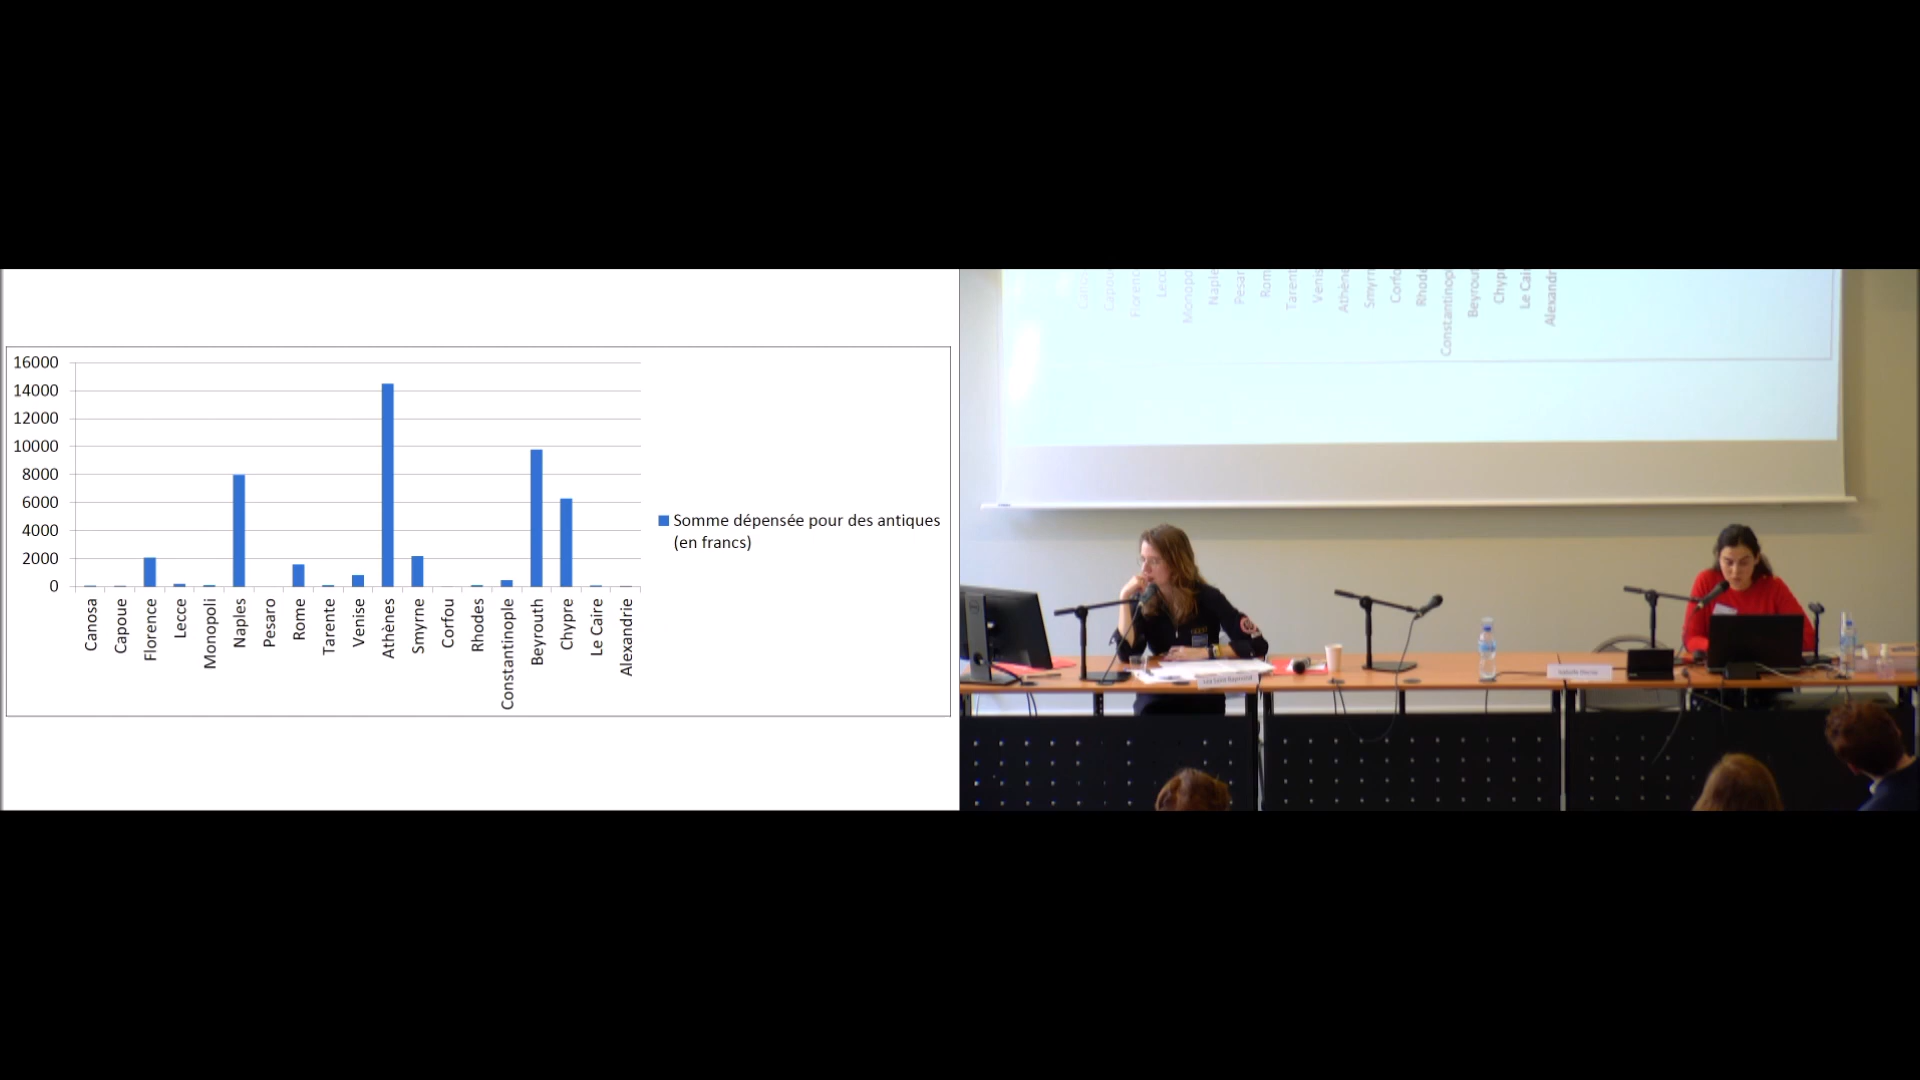 16000
14000
12000
10000
8000
6000
4000
2000
0
Canosa
Capoue
Florence
Lecce
Monopoli
Naples
Pesaro
Rome
Tarente
Venise
Athènes
Smyrne
Corfou
Rhodes
Constantinople
Beyrouth
Chypre
Le Caire
Alexandrie
Somme dépensée pour des antiques
(en francs)